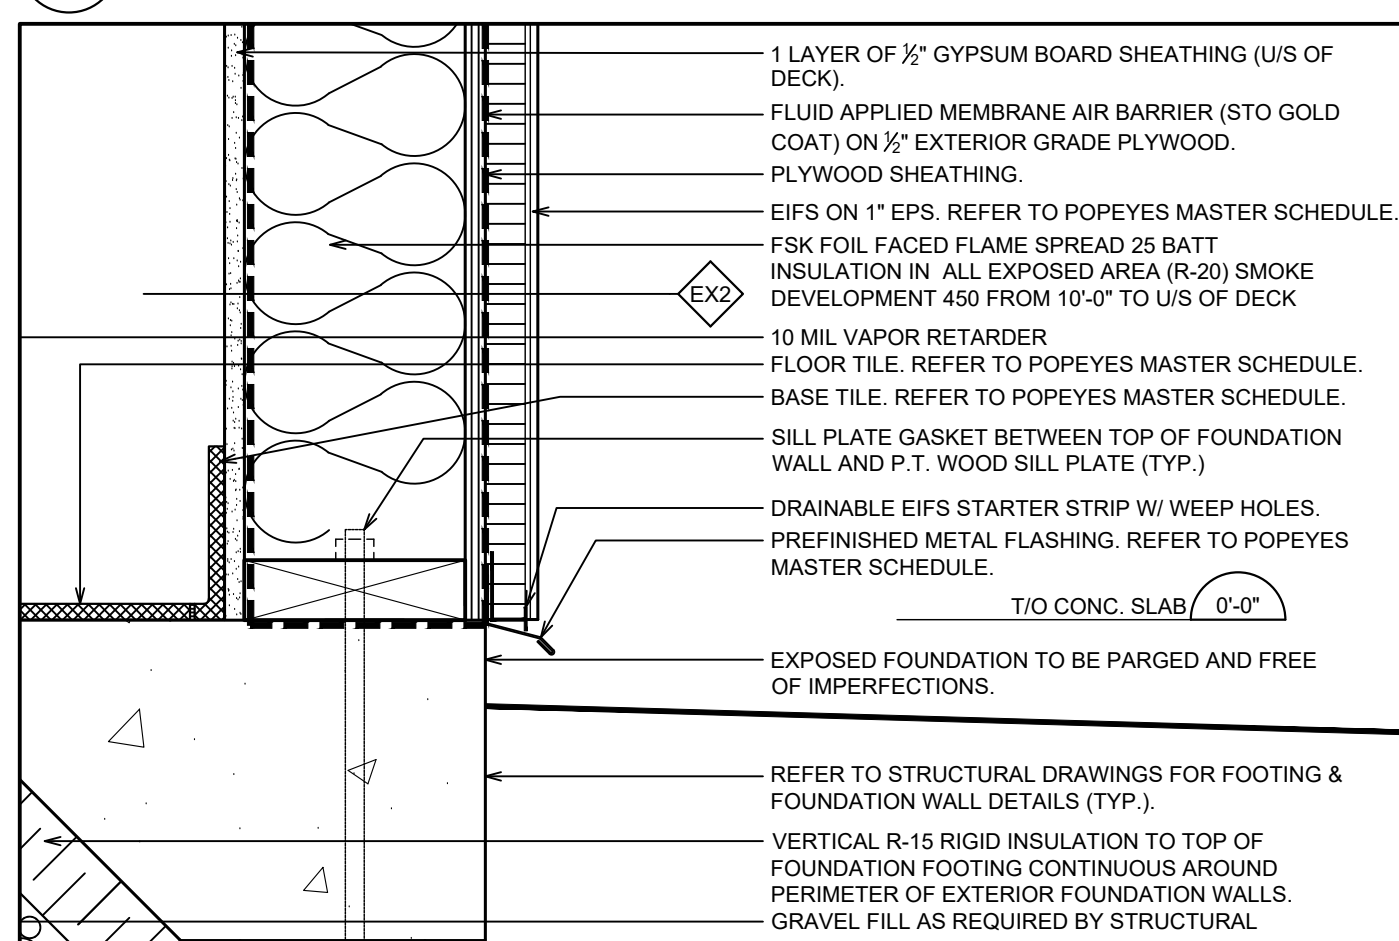 1 LAYER OF ½" GYPSUM BOARD SHEATHING (U/S OF
DECK).
FLUID APPLIED MEMBRANE AIR BARRIER (STO GOLD
COAT) ON ½" EXTERIOR GRADE PLYWOOD.
PLYWOOD SHEATHING.
EIFS ON 1" EPS. REFER TO POPEYES MASTER SCHEDULE.
FSK FOIL FACED FLAME SPREAD 25 BATT
INSULATION IN ALL EXPOSED AREA (R-20) SMOKE
DEVELOPMENT 450 FROM 10'-0" TO U/S OF DECK
EX2
10 MIL VAPOR RETARDER
FLOOR TILE. REFER TO POPEYES MASTER SCHEDULE.
BASE TILE. REFER TO POPEYES MASTER SCHEDULE.
SILL PLATE GASKET BETWEEN TOP OF FOUNDATION
WALL AND P.T. WOOD SILL PLATE (TYP.)
DRAINABLE EIFS STARTER STRIP W/ WEEP HOLES.
PREFINISHED METAL FLASHING. REFER TO POPEYES
MASTER SCHEDULE.
T/O CONC. SLAB 0'-0"
EXPOSED FOUNDATION TO BE PARGED AND FREE
OF IMPERFECTIONS.
REFER TO STRUCTURAL DRAWINGS FOR FOOTING &
FOUNDATION WALL DETAILS (TYP.).
VERTICAL R-15 RIGID INSULATION TO TOP OF
FOUNDATION FOOTING CONTINUOUS AROUND
PERIMETER OF EXTERIOR FOUNDATION WALLS.
GRAVEL FILL AS REQUIRED BY STRUCTURAL